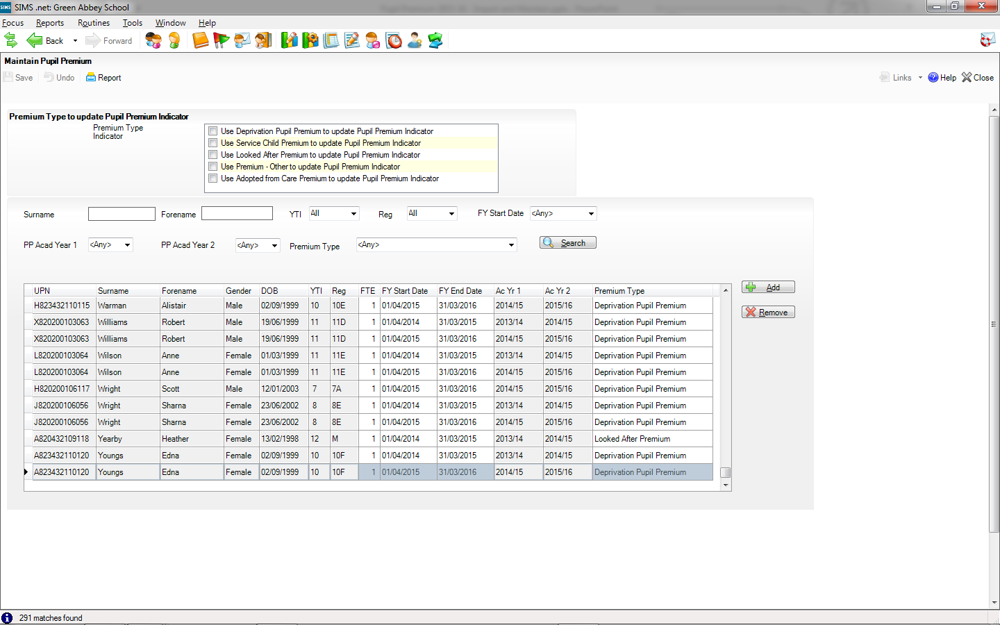 SIMS SIMS .net: Green Abbey School
Focus Reports Routines Tools Window Help
Back Forward
Maintain Pupil Premium
Save Undo Report Links Help Close
Premium Type to update Pupil Premium Indicator
Premium Type
Indicator
Use Deprivation Pupil Premium to update Pupil Premium Indicator
Use Service Child Premium to update Pupil Premium Indicator
Use Looked After Premium to update Pupil Premium Indicator
Use Premium - Other to update Pupil Premium Indicator
Use Adopted from Care Premium to update Pupil Premium Indicator
Surname Forename YTI All Reg All FY Start Date <Any>
PP Acad Year 1 <Any> PP Acad Year 2 <Any> Premium Type <Any> Search
UPN Surname Forename Gender DOB YTI Reg FTE FY Start Date FY End Date Ac Yr 1 Ac Yr 2 Premium Type Add
H823432110115 Warman Alistair Male 02/09/1999 10 10E 1 01/04/2015 31/03/2016 2014/15 2015/16 Deprivation Pupil Premium Remove
X820200103063 Williams Robert Male 19/06/1999 11 11D 1 01/04/2014 31/03/2015 2013/14 2014/15 Deprivation Pupil Premium
X820200103063 Williams Robert Male 19/06/1999 11 11D 1 01/04/2015 31/03/2016 2014/15 2015/16 Deprivation Pupil Premium
L820200103064 Wilson Anne Female 01/03/1999 11 11E 1 01/04/2014 31/03/2015 2013/14 2014/15 Deprivation Pupil Premium
L820200103064 Wilson Anne Female 01/03/1999 11 11E 1 01/04/2015 31/03/2016 2014/15 2015/16 Deprivation Pupil Premium
H820200106117 Wright Scott Male 12/01/2003 7 7A 1 01/04/2015 31/03/2016 2014/15 2015/16 Deprivation Pupil Premium
J820200106056 Wright Sharna Female 23/06/2002 8 8E 1 01/04/2014 31/03/2015 2013/14 2014/15 Deprivation Pupil Premium
J820200106056 Wright Sharna Female 23/06/2002 8 8E 1 01/04/2015 31/03/2016 2014/15 2015/16 Deprivation Pupil Premium
A820432109118 Yearby Heather Female 13/02/1998 12 M 1 01/04/2014 31/03/2015 2013/14 2014/15 Looked After Premium
A823432110120 Youngs Edna Female 02/09/1999 10 10F 1 01/04/2014 31/03/2015 2013/14 2014/15 Deprivation Pupil Premium
A823432110120 Youngs Edna Female 02/09/1999 10 10F 1 01/04/2015 31/03/2016 2014/15 2015/16 Deprivation Pupil Premium
291 matches found